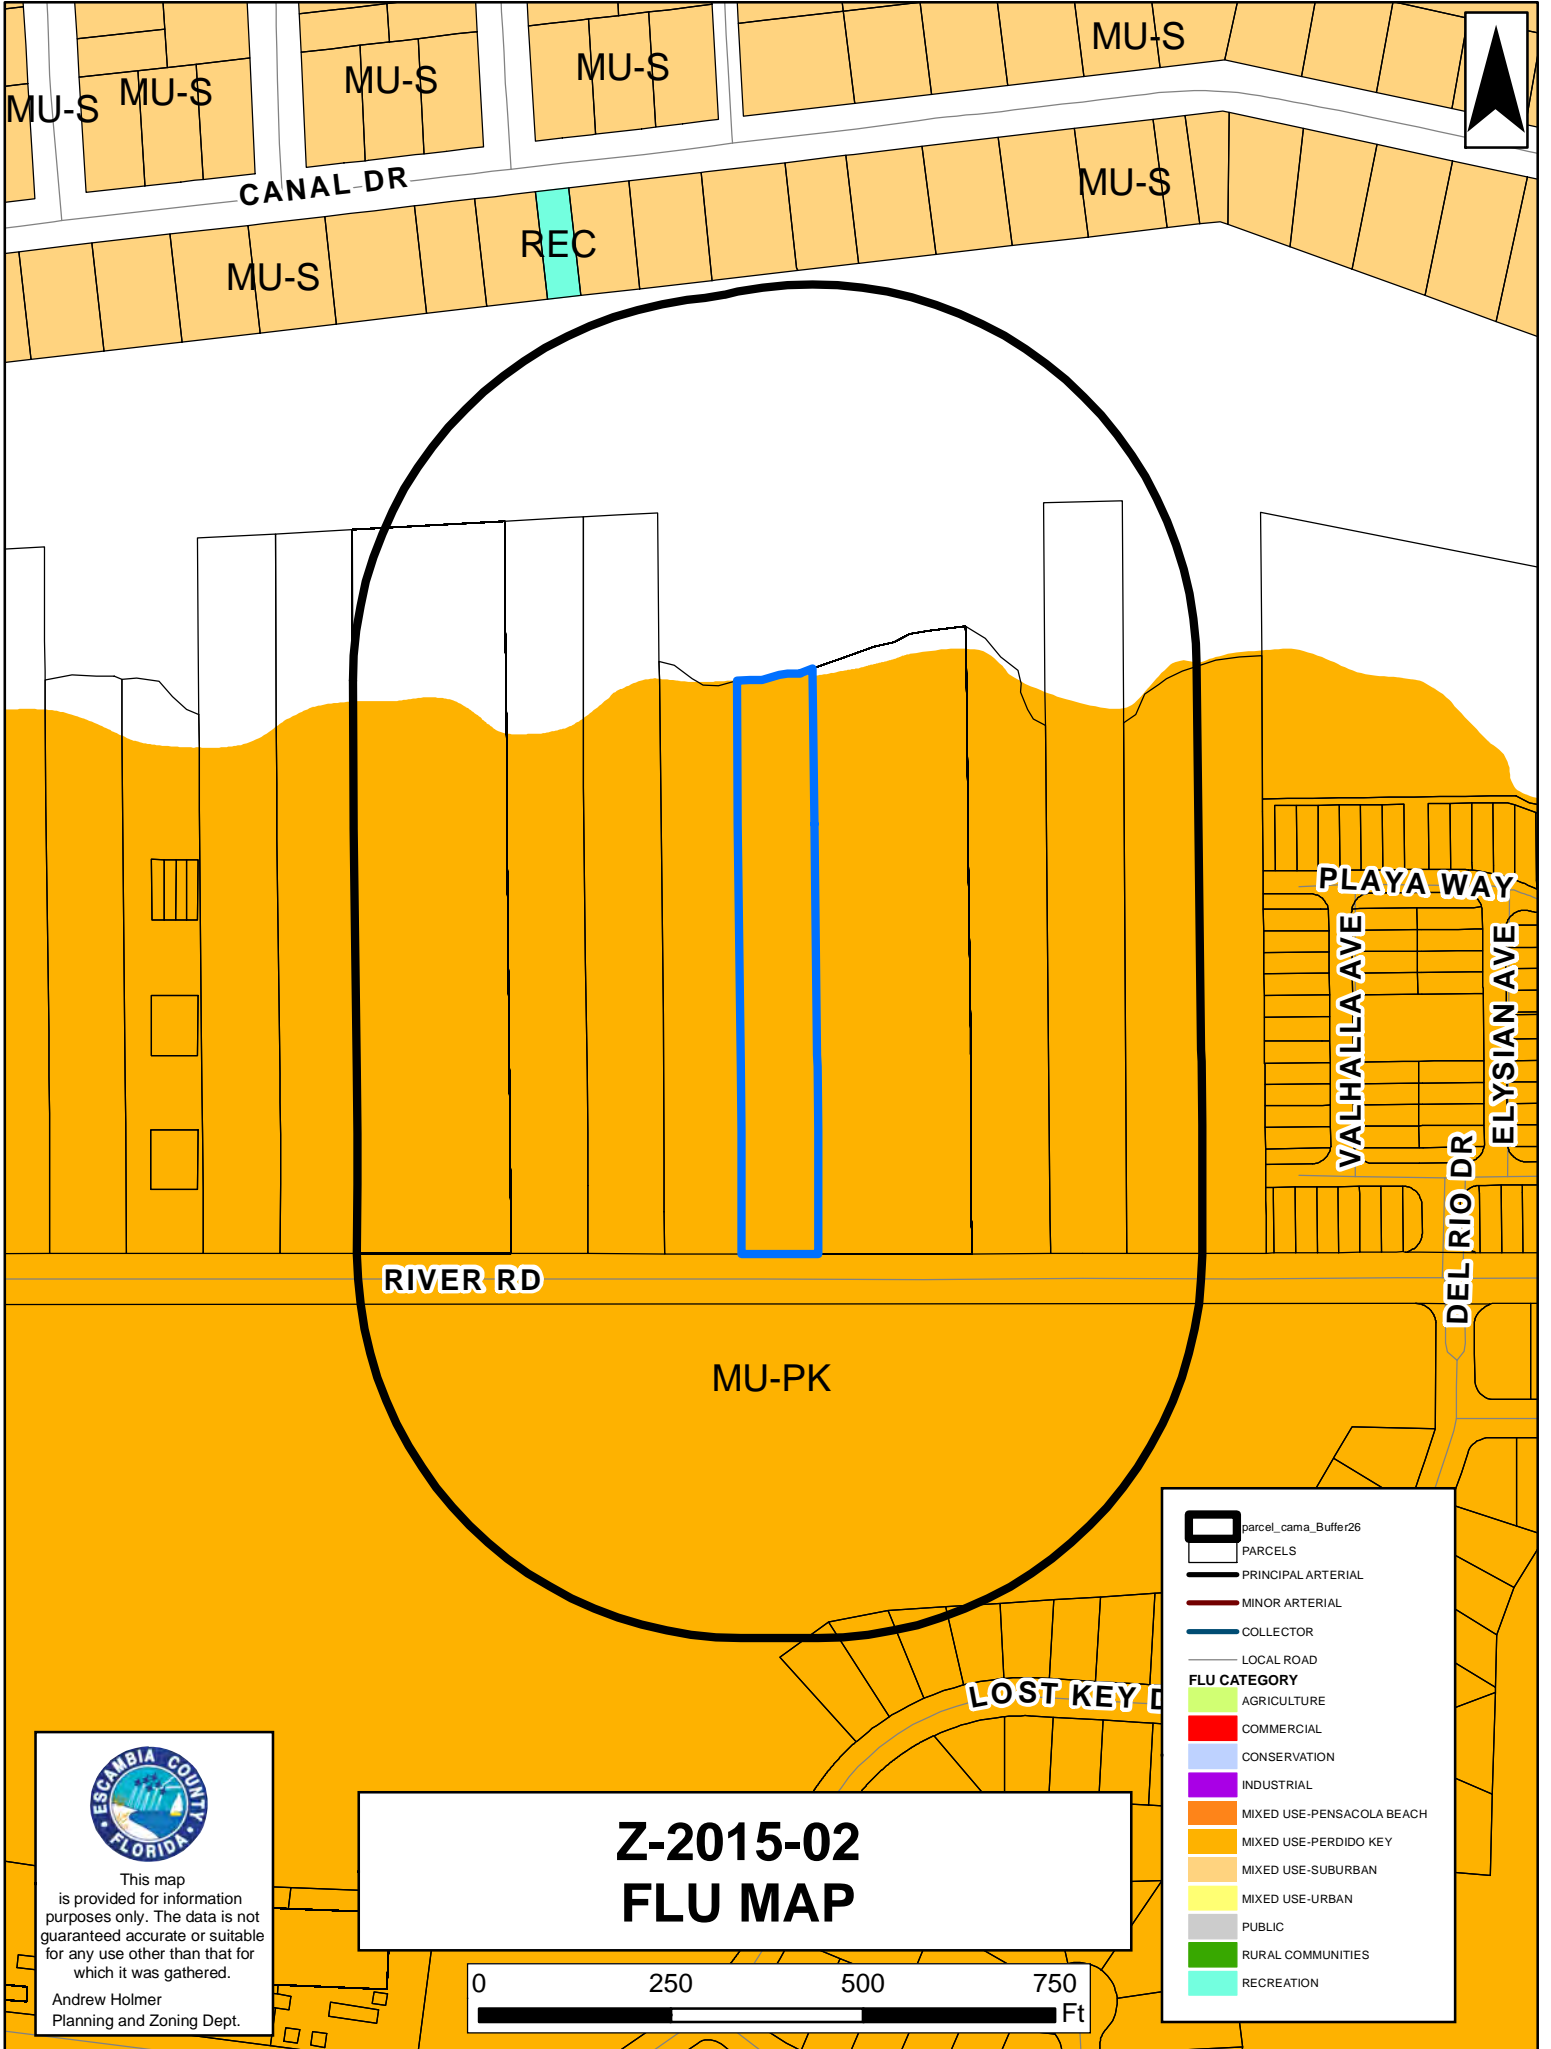 MU-S
MU-S
MU-S
MU-S
MU-S
CANAL DR
MU-S
REC
MU-S
PLAYA WAY
VALHALLA AVE
ELYSIAN AVE
DEL RIO DR
RIVER RD
MU-PK
LOST KEY D
parcel_cama_Buffer26
PARCELS
PRINCIPAL ARTERIAL
MINOR ARTERIAL
COLLECTOR
LOCAL ROAD
FLU CATEGORY
AGRICULTURE
COMMERCIAL
CONSERVATION
INDUSTRIAL
MIXED USE-PENSACOLA BEACH
MIXED USE-PERDIDO KEY
MIXED USE-SUBURBAN
MIXED USE-URBAN
PUBLIC
RURAL COMMUNITIES
RECREATION
ESCAMBIA COUNTY
FLORIDA
This map
is provided for information
purposes only. The data is not
guaranteed accurate or suitable
for any use other than that for
which it was gathered.
Andrew Holmer
Planning and Zoning Dept.
Z-2015-02
FLU MAP
0 250 500 750
Ft